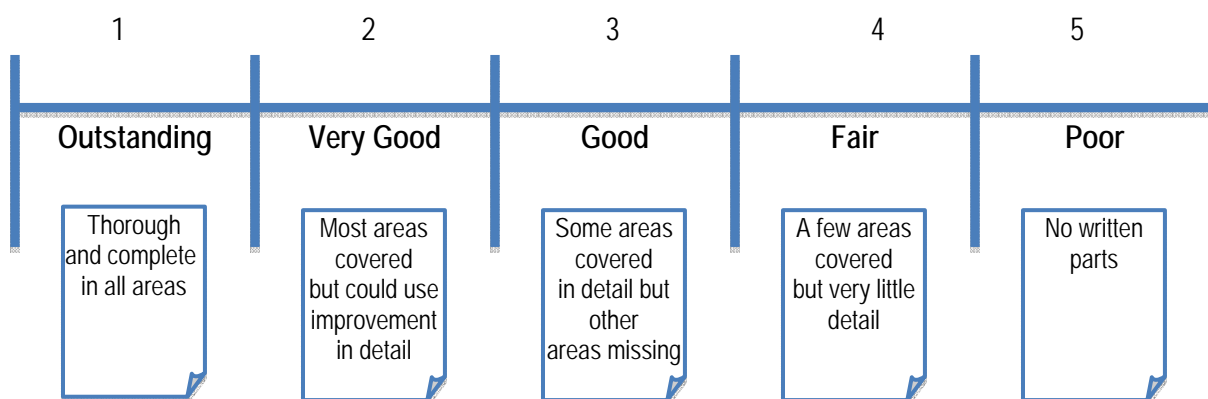 1 2 3 4 5
Outstanding Very Good Good Fair Poor
Thorough
and complete
in all areas
Most areas
covered
but could use
improvement
in detail
Some areas
covered
in detail but
other
areas missing
A few areas
covered
but very little
detail
No written
parts